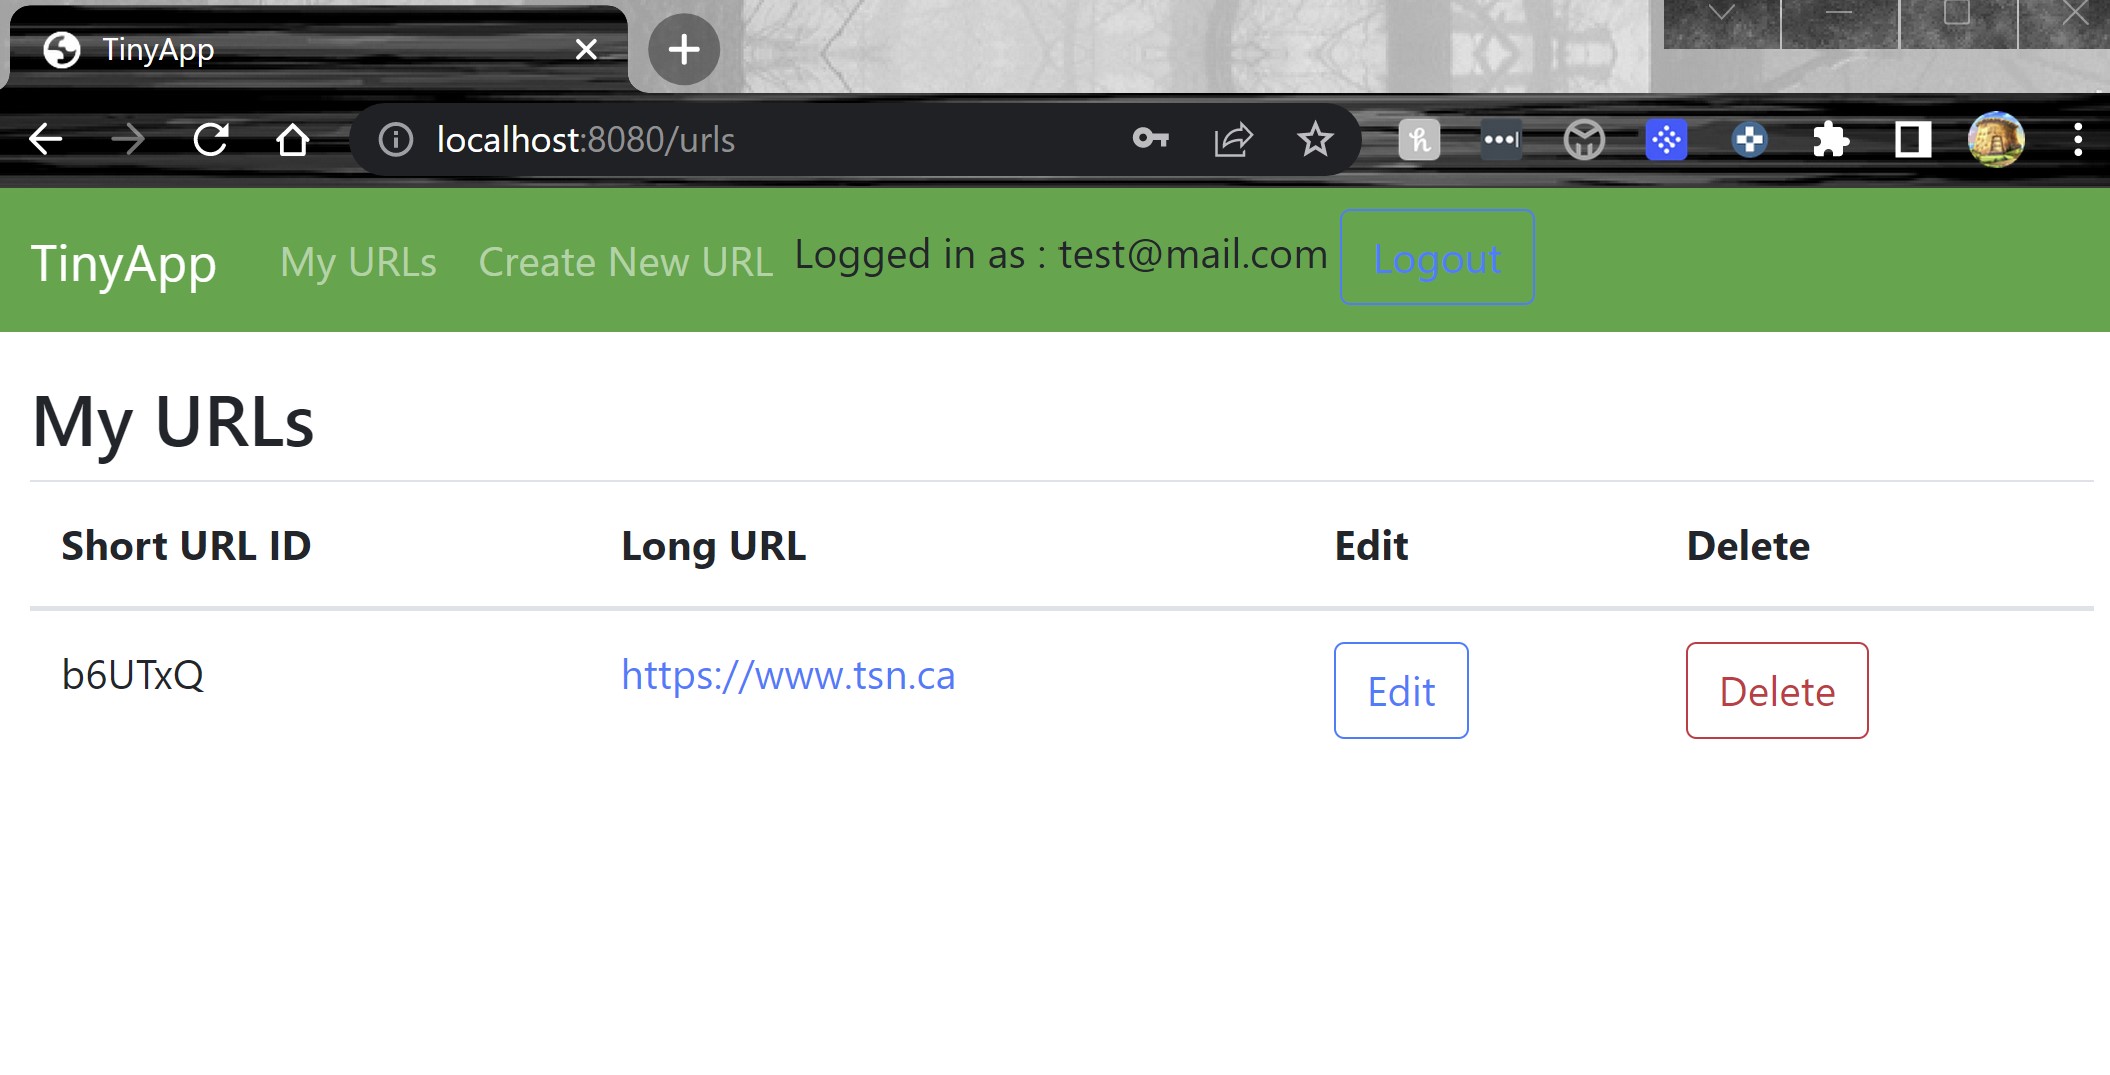 TinyApp
localhost:8080/urls
TinyApp My URLs Create New URL Logged in as : test@mail.com Logout
My URLs
Short URL ID Long URL Edit Delete
b6UTxQ https://www.tsn.ca Edit Delete